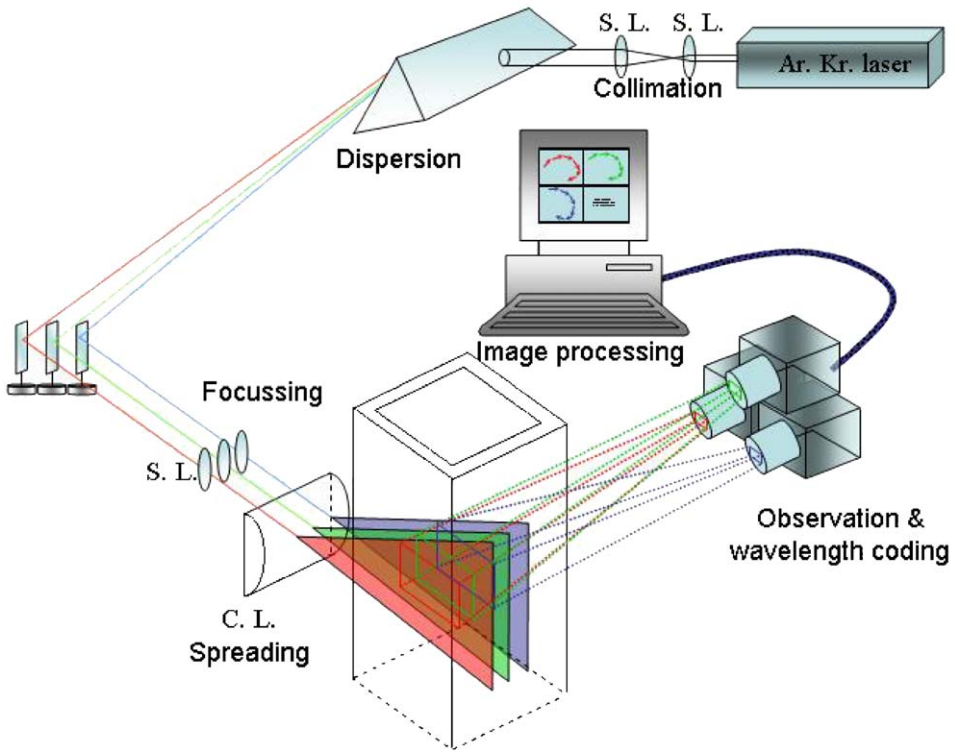 S. L. S. L.
Ar. Kr. laser
Collimation
Dispersion
Image processing
Focussing
S. L.
Observation &
wavelength coding
C. L.
Spreading